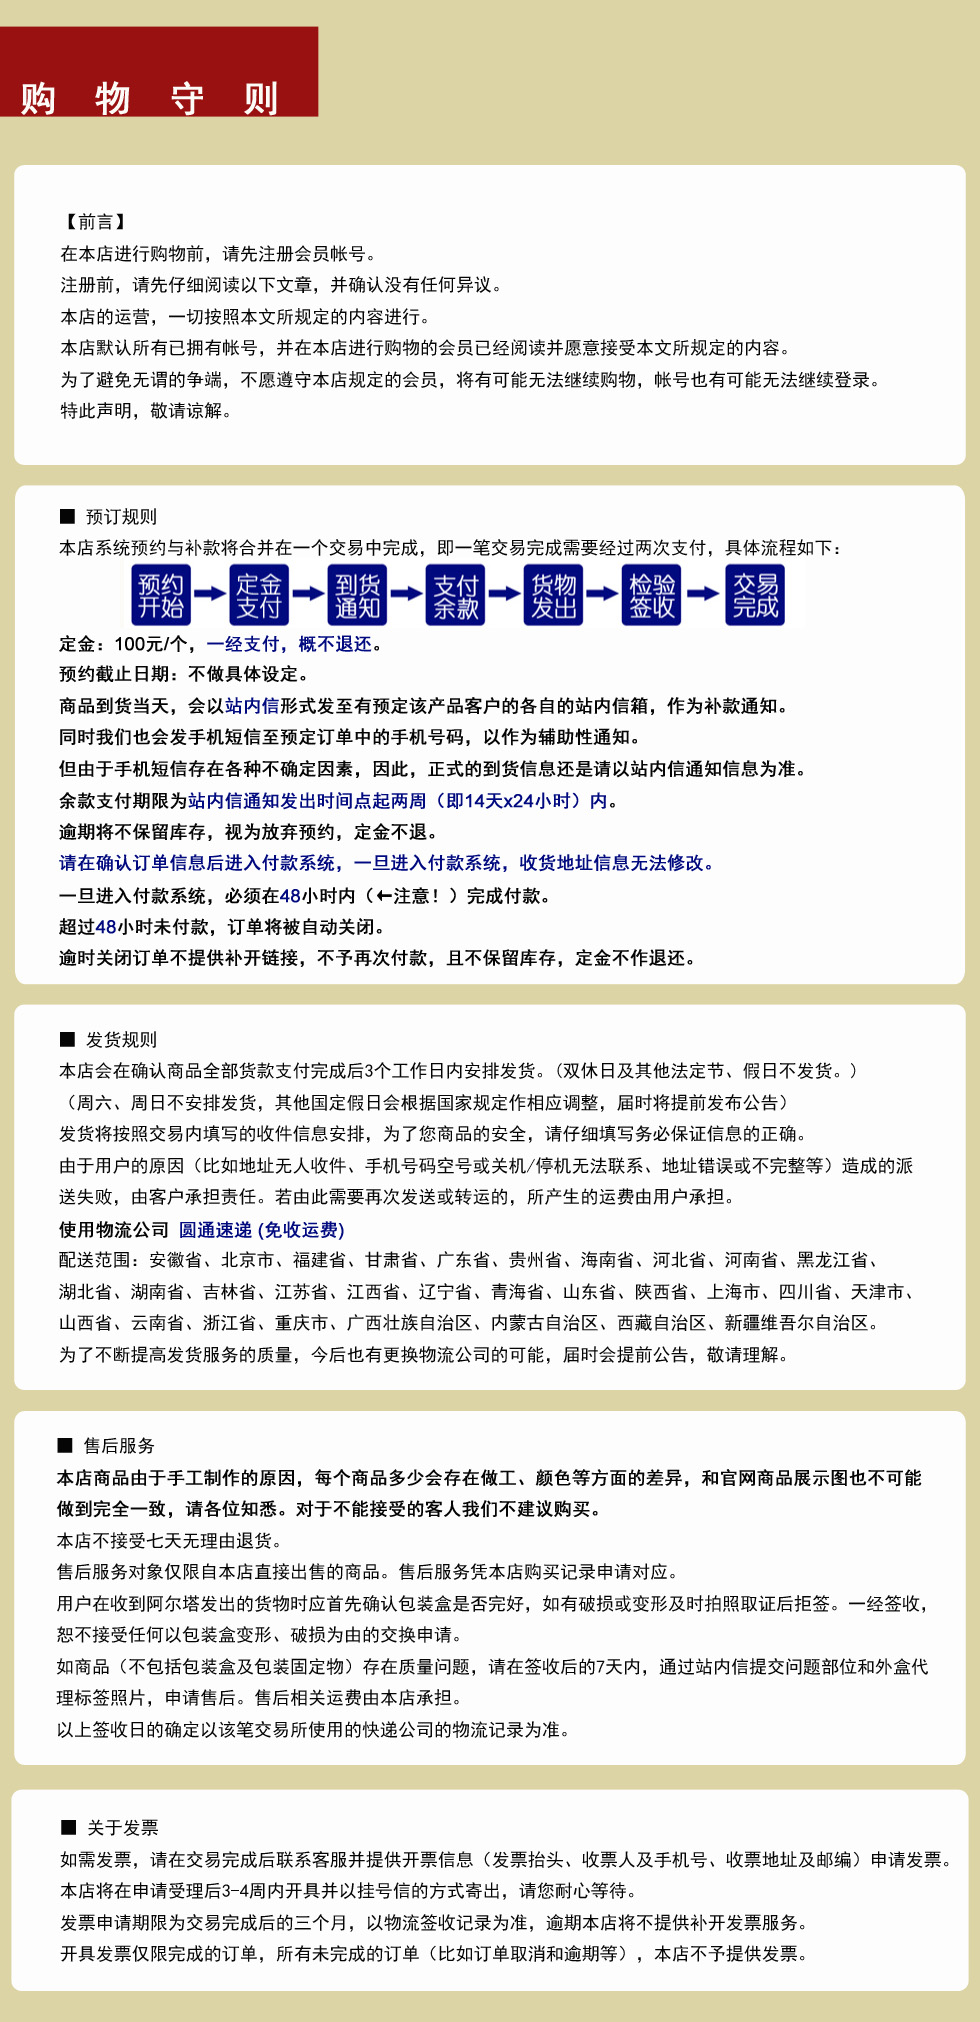 购物守则
【前言】
在本店进行购物前，请先注册会员帐号。
注册前，请先仔细阅读以下文章，并确认没有任何异议。
本店的运营，一切按照本文所规定的内容进行。
本店默认所有已拥有帐号，并在本店进行购物的会员已经阅读并愿意接受本文所规定的内容。
为了避免无谓的争端，不愿遵守本店规定的会员，将有可能无法继续购物，帐号也有可能无法继续登录。
特此声明，敬请谅解。
■ 预订规则
本店系统预约与补款将合并在一个交易中完成，即一笔交易完成需要经过两次支付，具体流程如下：
预约开始→定金支付→到货通知→支付余款→货物发出→检验签收→交易完成
定金：100元/个，一经支付，概不退还。
预约截止日期：不做具体设定。
商品到货当天，会以站内信形式发至有预定该产品客户的各自的站内信箱，作为补款通知。
同时我们也会发手机短信至预定订单中的手机号码，以作为辅助性通知。
但由于手机短信存在各种不确定因素，因此，正式的到货信息还是请以站内信通知信息为准。
余款支付期限为站内信通知发出时间点起两周（即14天x24小时）内。
逾期将不保留库存，视为放弃预约，定金不退。
请在确认订单信息后进入付款系统，一旦进入付款系统，收货地址信息无法修改。
一旦进入付款系统，必须在48小时内（←注意！）完成付款。
超过48小时未付款，订单将被自动关闭。
逾时关闭订单不提供补开链接，不予再次付款，且不保留库存，定金不作退还。
■ 发货规则
本店会在确认商品全部货款支付完成后3个工作日内安排发货。（双休日及其他法定节、假日不发货。）
（周六、周日不安排发货，其他国定假日会根据国家规定作相应调整，届时将提前发布公告）
发货将按照交易内填写的收件信息安排，为了您商品的安全，请仔细填写务必保证信息的正确。
由于用户的原因（比如地址无人收件、手机号码空号或关机/停机无法联系、地址错误或不完整等）造成的派
送失败，由客户承担责任。若由此需要再次发送或转运的，所产生的运费由用户承担。
使用物流公司 圆通速递 (免收运费)
配送范围：安徽省、北京市、福建省、甘肃省、广东省、贵州省、海南省、河北省、河南省、黑龙江省、
湖北省、湖南省、吉林省、江苏省、江西省、辽宁省、青海省、山东省、陕西省、上海市、四川省、天津市、
山西省、云南省、浙江省、重庆市、广西壮族自治区、内蒙古自治区、西藏自治区、新疆维吾尔自治区。
为了不断提高发货服务的质量，今后也有更换物流公司的可能，届时会提前公告，敬请理解。
■ 售后服务
本店商品由于手工制作的原因，每个商品多少会存在做工、颜色等方面的差异，和官网商品展示图也不可能
做到完全一致，请各位知悉。对于不能接受的客人我们不建议购买。
本店不接受七天无理由退货。
售后服务对象仅限自本店直接出售的商品。售后服务凭本店购买记录申请对应。
用户在收到阿尔塔发出的货物时应首先确认包装盒是否完好，如有破损或变形及时拍照取证后拒签。一经签收，
恕不接受任何以包装盒变形、破损为由的交换申请。
如商品（不包括包装盒及包装固定物）存在质量问题，请在签收后的7天内，通过站内信提交问题部位和外盒代
理标签照片，申请售后。售后相关运费由本店承担。
以上签收日的确定以该笔交易所使用的快递公司的物流记录为准。
■ 关于发票
如需发票，请在交易完成后联系客服并提供开票信息（发票抬头、收票人及手机号、收票地址及邮编）申请发票。
本店将在申请受理后3-4周内开具并以挂号信的方式寄出，请您耐心等待。
发票申请期限为交易完成后的三个月，以物流签收记录为准，逾期本店将不提供补开发票服务。
开具发票仅限完成的订单，所有未完成的订单（比如订单取消和逾期等），本店不予提供发票。